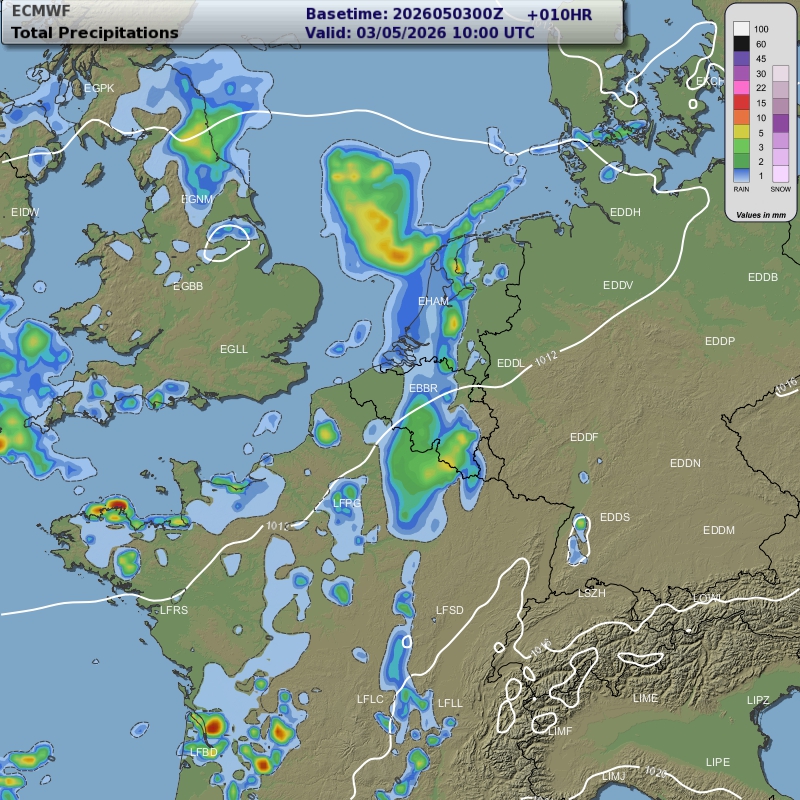 ECMWF
Basetime: 2026050300Z +010HR
Total Precipitations
Valid: 03/05/2026 10:00 UTC
100
60
45
30
22
15
10
5
3
2
1
RAIN
SNOW
Values in mm
EGPK
EKCH
EIDW
EGNM
EDDH
EGBB
EDDV
EDDB
EHAM
EGLL
EDDP
EDDL
1012
EBBR
1016
EDDF
EDDN
LFPG
EDDS
EDDM
LFRS
LFSD
LSZH
LOWI
1016
LFLC
LFLL
LIME
LIPZ
LIMF
LFBD
LIPE
LIMJ
1020